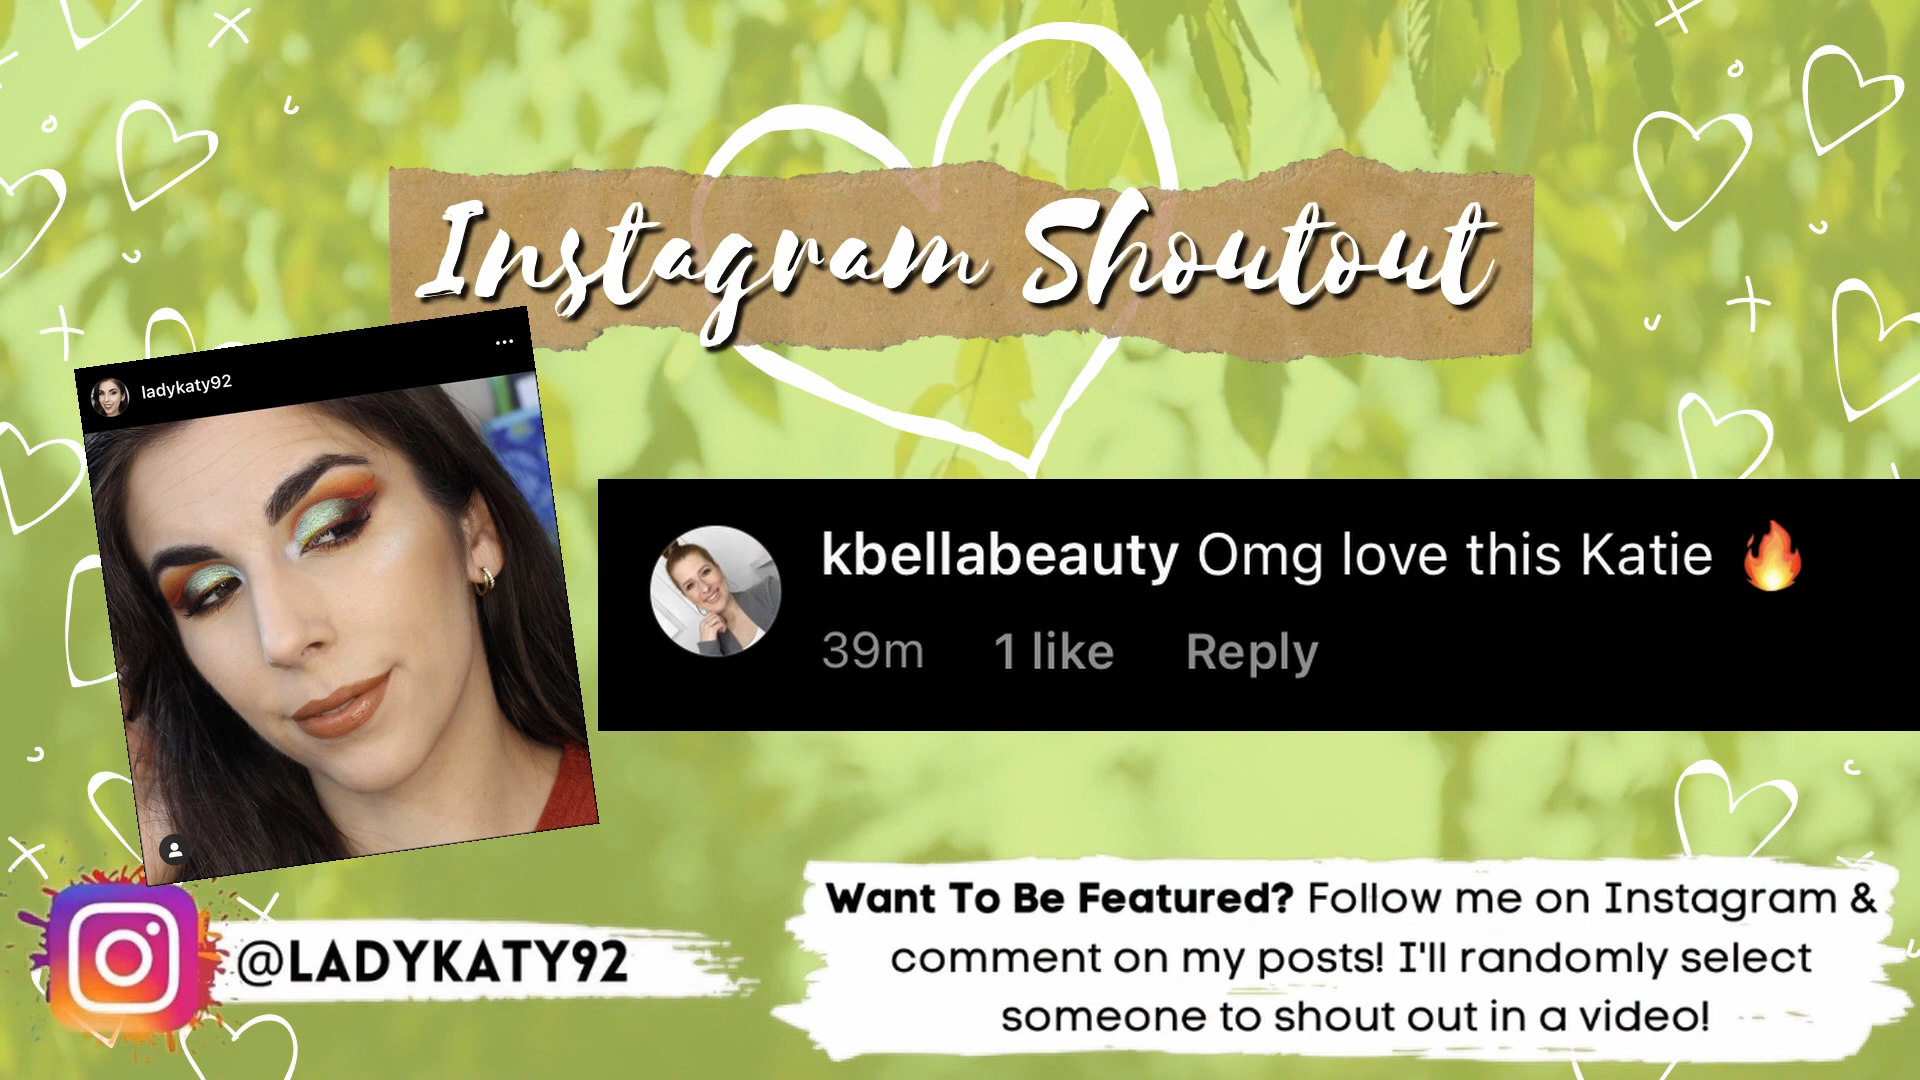 Instagram Shoutout
ladykaty92
kbellabeauty Omg love this Katie 🔥
39m 1 like Reply
@LADYKATY92
Want To Be Featured? Follow me on Instagram &
comment on my posts! I'll randomly select
someone to shout out in a video!